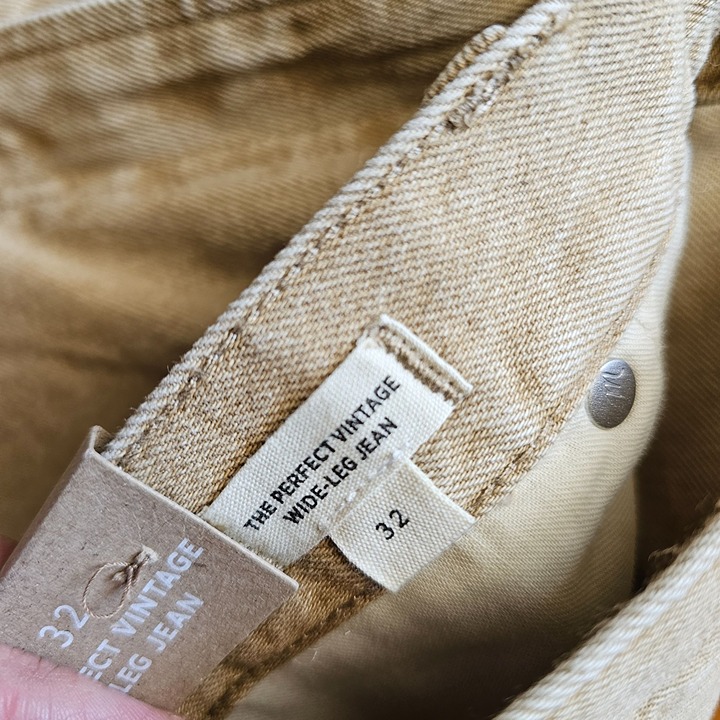 THE PERFECT VINTAGE
WIDE-LEG JEAN
32
32
ECT VINTAGE
LEG JEAN